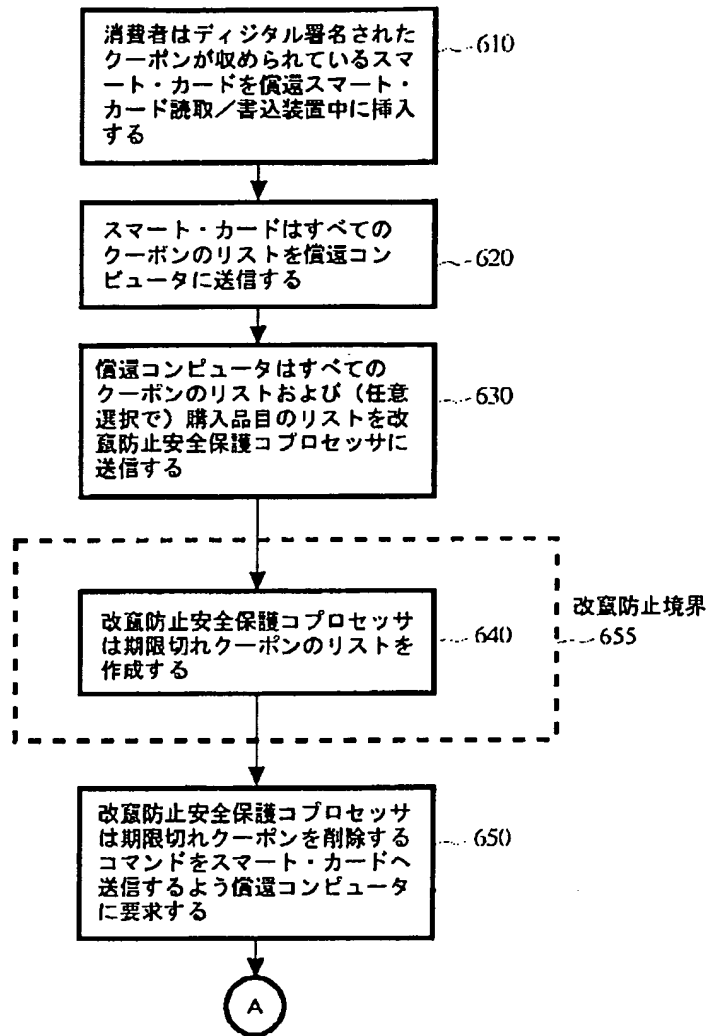 消費者はディジタル署名された
クーポンが収められているスマ
ート・カードを償還スマート・
カード読取／書込装置中に挿入
する
610
スマート・カードはすべての
クーポンのリストを償還コン
ピュータに送信する
620
償還コンピュータはすべての
クーポンのリストおよび（任意
選択で）購入品目のリストを改
竄防止安全保護コプロセッサに
送信する
630
改竄防止安全保護コプロセッサ
は期限切れクーポンのリストを
作成する
640
改竄防止境界
655
改竄防止安全保護コプロセッサ
は期限切れクーポンを削除する
コマンドをスマート・カードへ
送信するよう償還コンピュータ
に要求する
650
A